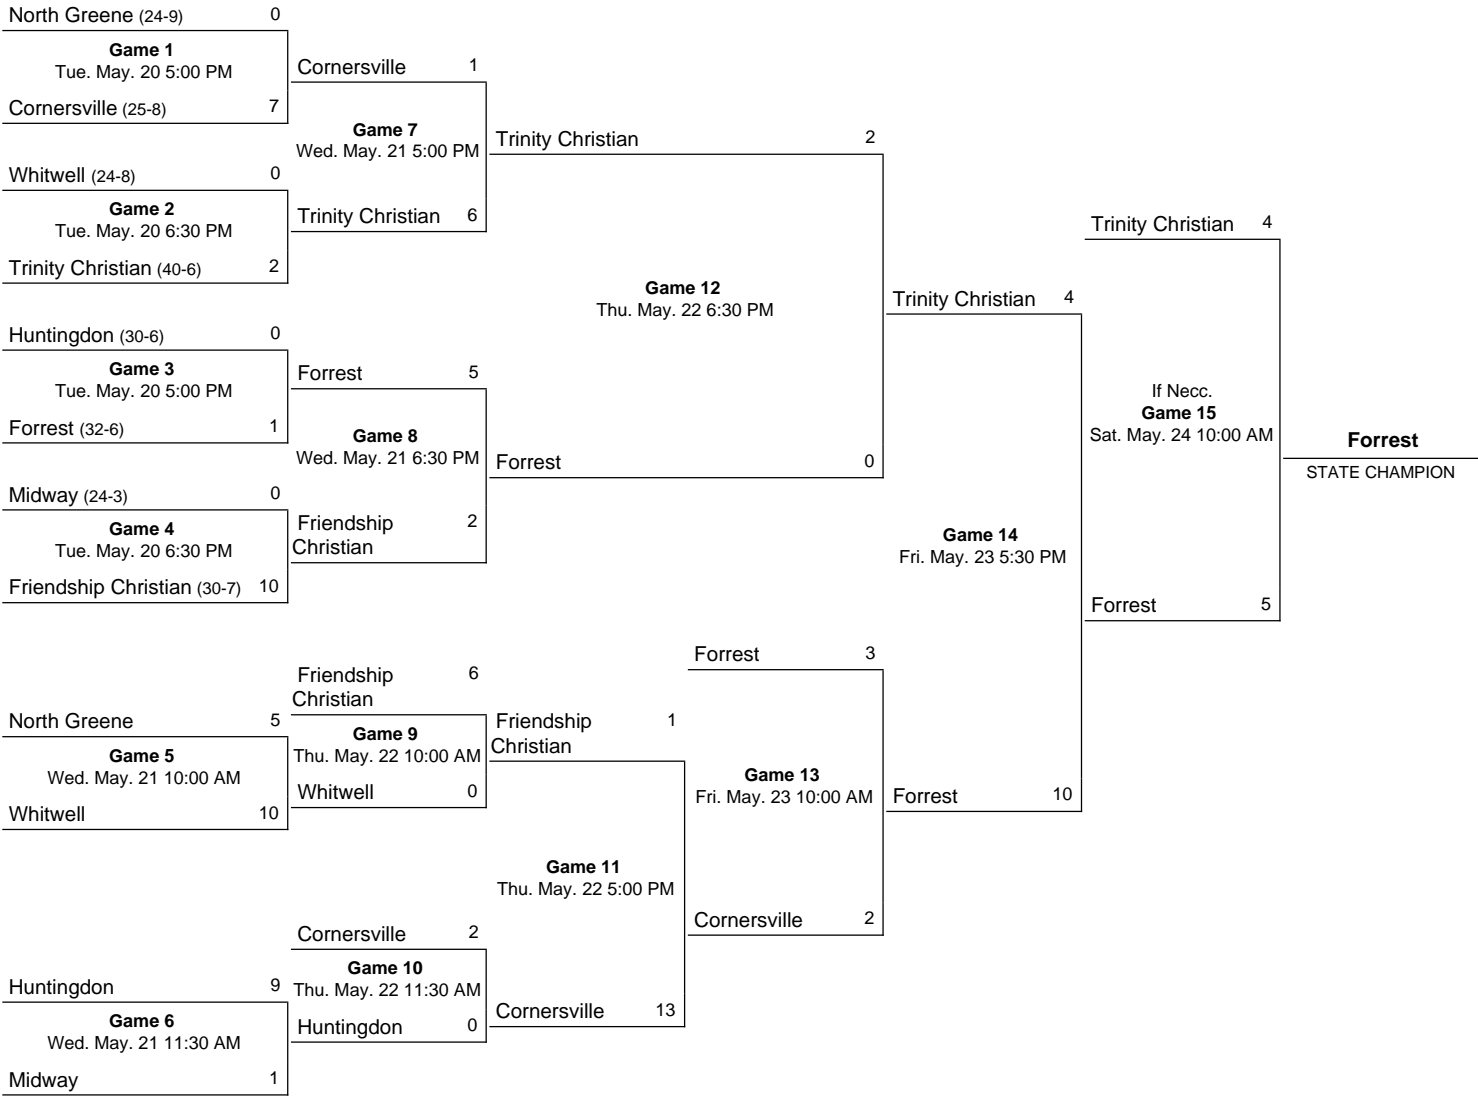 North Greene (24-9) 0
Game 1
Tue. May. 20 5:00 PM
Cornersville (25-8) 7
Whitwell (24-8) 0
Game 2
Tue. May. 20 6:30 PM
Trinity Christian (40-6) 2
Huntingdon (30-6) 0
Game 3
Tue. May. 20 5:00 PM
Forrest (32-6) 1
Midway (24-3) 0
Game 4
Tue. May. 20 6:30 PM
Friendship Christian (30-7) 10
North Greene 5
Game 5
Wed. May. 21 10:00 AM
Whitwell 10
Huntingdon 9
Game 6
Wed. May. 21 11:30 AM
Midway 1
Cornersville 1
Game 7
Wed. May. 21 5:00 PM
Trinity Christian 6
Forrest 5
Game 8
Wed. May. 21 6:30 PM
Friendship 2
Christian
Friendship 6
Christian
Game 9
Thu. May. 22 10:00 AM
Whitwell 0
Cornersville 2
Game 10
Thu. May. 22 11:30 AM
Huntingdon 0
Trinity Christian 2
Game 12
Thu. May. 22 6:30 PM
Forrest 0
Friendship 1
Christian
Game 11
Thu. May. 22 5:00 PM
Cornersville 13
Forrest 3
Game 13
Fri. May. 23 10:00 AM
Cornersville 2
Trinity Christian 4
Game 14
Fri. May. 23 5:30 PM
Forrest 10
Trinity Christian 4
If Necc.
Game 15
Sat. May. 24 10:00 AM
Forrest 5
Forrest
STATE CHAMPION